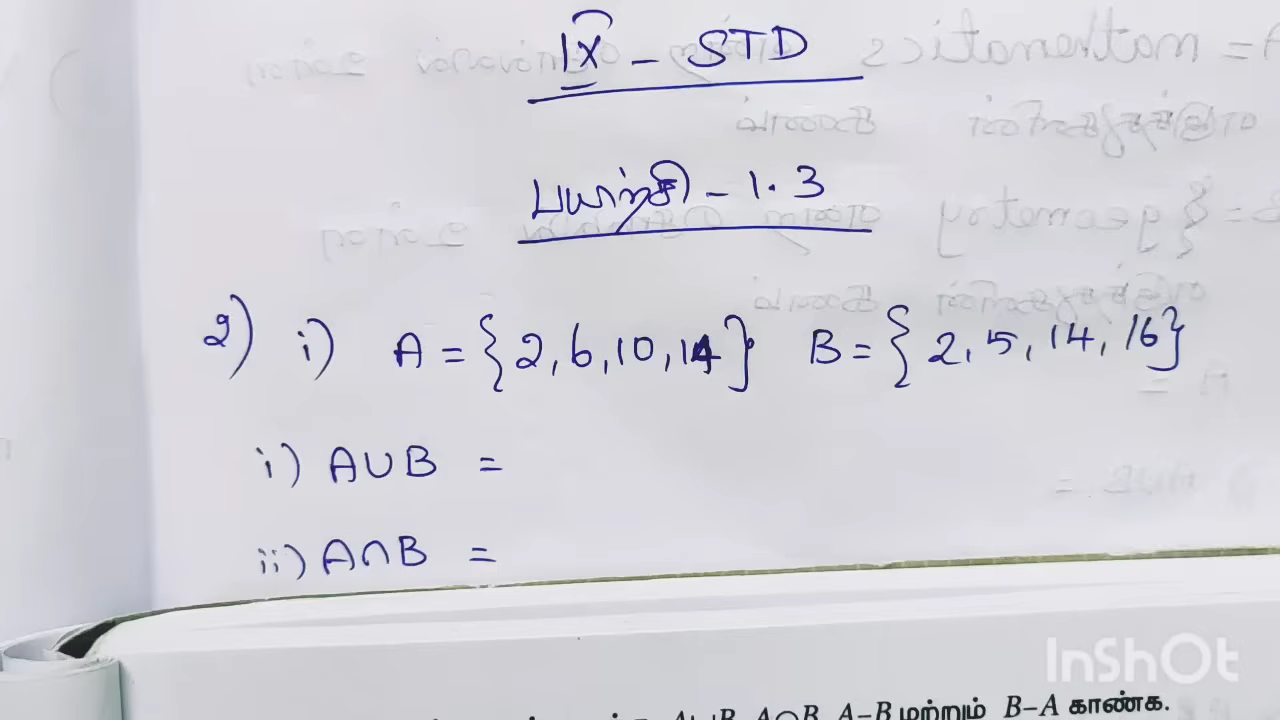 IX - STD
பயிற்சி - 1.3
2) i) A = {2, 6, 10, 14} B = {2, 5, 14, 16}
i) A∪B =
ii) A∩B =
A∪B, A∩B, A−B மற்றும் B−A காண்க.
InShOt